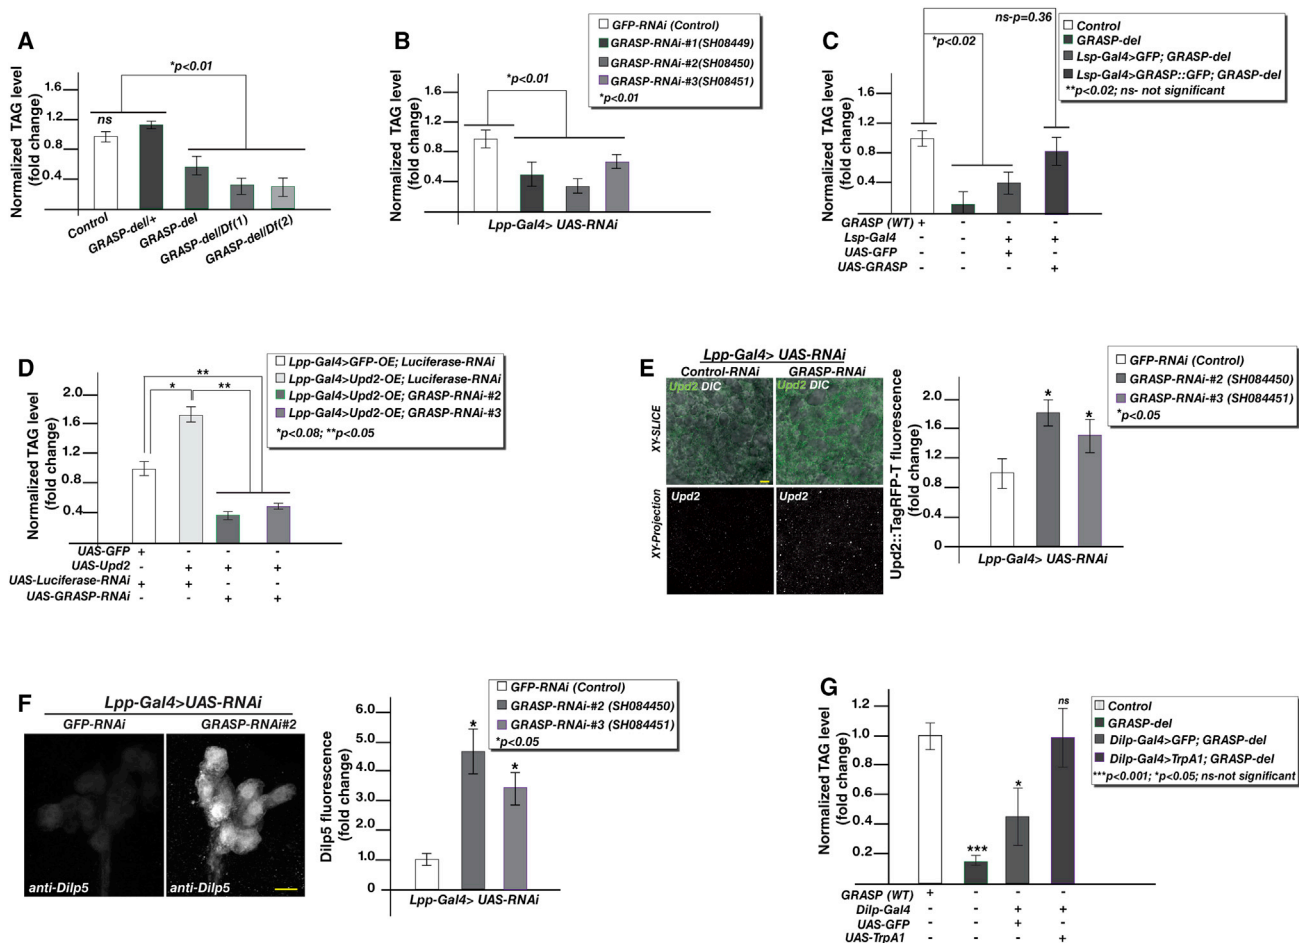 A
*p<0.01
Normalized TAG level
(fold change)
1.6
1.2
0.8
0.4
ns
Control
GRASP-del/+
GRASP-del
GRASP-del/Df(1)
GRASP-del/Df(2)
B
GFP-RNAi (Control)
GRASP-RNAi-#1(SH08449)
GRASP-RNAi-#2(SH08450)
GRASP-RNAi-#3(SH08451)
*p<0.01
*p<0.01
Normalized TAG level
(fold change)
1.6
1.2
0.8
0.4
Lpp-Gal4> UAS-RNAi
C
ns-p=0.36
*p<0.02
Control
GRASP-del
Lsp-Gal4>GFP; GRASP-del
Lsp-Gal4>GRASP::GFP; GRASP-del
**p<0.02; ns- not significant
Normalized TAG level
(fold change)
1.6
1.2
0.8
0.4
GRASP (WT) + - - -
Lsp-Gal4 - - + +
UAS-GFP - - + -
UAS-GRASP - - - +
D
Lpp-Gal4>GFP-OE; Luciferase-RNAi
Lpp-Gal4>Upd2-OE; Luciferase-RNAi
Lpp-Gal4>Upd2-OE; GRASP-RNAi-#2
Lpp-Gal4>Upd2-OE; GRASP-RNAi-#3
*p<0.08; **p<0.05
**
* **
Normalized TAG level
(fold change)
2.0
1.6
1.2
0.8
0.4
UAS-GFP + - - -
UAS-Upd2 - + + +
UAS-Luciferase-RNAi + + - -
UAS-GRASP-RNAi - - + +
E
Lpp-Gal4> UAS-RNAi
Control-RNAi GRASP-RNAi
Upd2 DIC Upd2 DIC
XY-SLICE
Upd2 Upd2
XY-Projection
GFP-RNAi (Control)
GRASP-RNAi-#2 (SH084450)
GRASP-RNAi-#3 (SH084451)
*p<0.05
Upd2::TagRFP-T fluorescence
(fold change)
2.0
1.6
1.2
0.8
0.4
0
*
*
Lpp-Gal4> UAS-RNAi
F
Lpp-Gal4>UAS-RNAi
GFP-RNAi GRASP-RNAi#2
anti-Dilp5 anti-Dilp5
GFP-RNAi (Control)
GRASP-RNAi-#2 (SH084450)
GRASP-RNAi-#3 (SH084451)
*p<0.05
Dilp5 fluorescence
(fold change)
6.0
5.0
4.0
3.0
2.0
1.0
0
*
*
Lpp-Gal4> UAS-RNAi
G
Control
GRASP-del
Dilp-Gal4>GFP; GRASP-del
Dilp-Gal4>TrpA1; GRASP-del
***p<0.001; *p<0.05; ns-not significant
Normalized TAG level
(fold change)
1.2
1.0
0.8
0.6
0.4
0.2
ns
*
***
GRASP (WT) + - - -
Dilp-Gal4 - - + +
UAS-GFP - - + -
UAS-TrpA1 - - - +